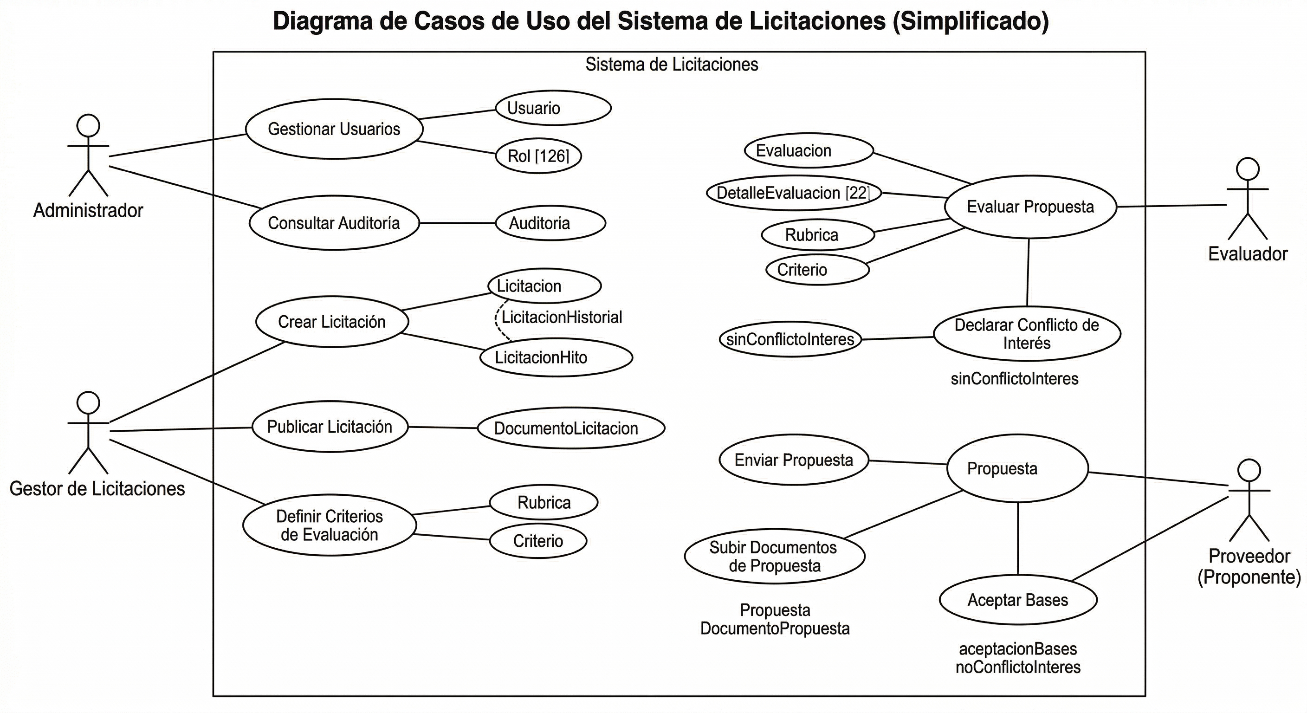 Diagrama de Casos de Uso del Sistema de Licitaciones (Simplificado)
Sistema de Licitaciones
Administrador
Gestionar Usuarios
Usuario
Rol [126]
Consultar Auditoría
Auditoria
Gestor de Licitaciones
Crear Licitación
Licitacion
LicitacionHistorial
LicitacionHito
Publicar Licitación
DocumentoLicitacion
Definir Criterios
de Evaluación
Rubrica
Criterio
Evaluacion
DetalleEvaluacion [22]
Rubrica
Criterio
Evaluar Propuesta
Evaluador
sinConflictoInteres
Declarar Conflicto de
Interés
sinConflictoInteres
Enviar Propuesta
Propuesta
Subir Documentos
de Propuesta
Propuesta
DocumentoPropuesta
Aceptar Bases
aceptacionBases
noConflictoInteres
Proveedor
(Proponente)